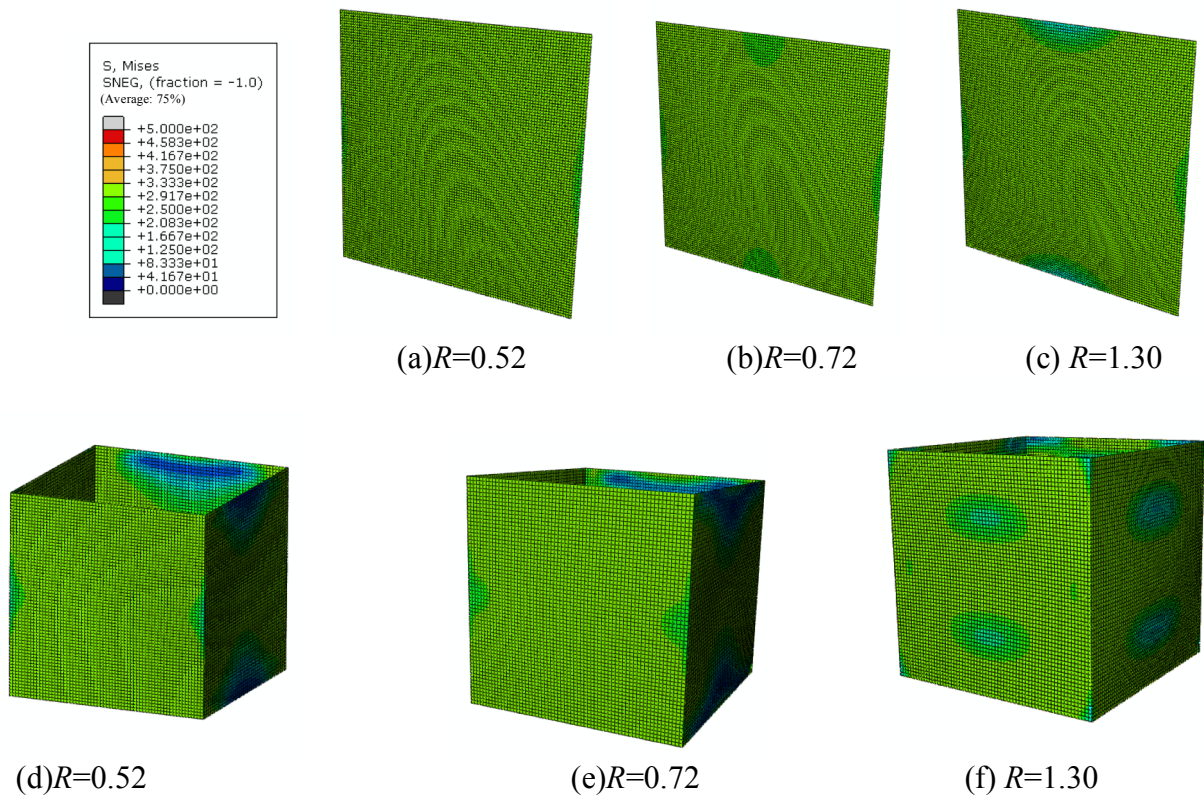 S, Mises
SNEG, (fraction = -1.0)
(Average: 75%)
+5.000e+02
+4.583e+02
+4.167e+02
+3.750e+02
+3.333e+02
+2.917e+02
+2.500e+02
+2.083e+02
+1.667e+02
+1.250e+02
+8.333e+01
+4.167e+01
+0.000e+00
(a)R=0.52
(b)R=0.72
(c) R=1.30
(d)R=0.52
(e)R=0.72
(f) R=1.30